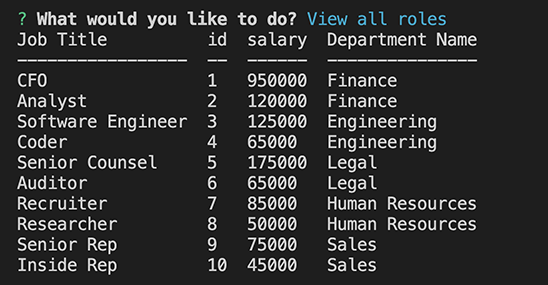 ? What would you like to do? View all roles
Job Title          id  salary  Department Name
-----------------  --  ------  ---------------
CFO                1   950000  Finance
Analyst            2   120000  Finance
Software Engineer  3   125000  Engineering
Coder              4   65000   Engineering
Senior Counsel     5   175000  Legal
Auditor            6   65000   Legal
Recruiter          7   85000   Human Resources
Researcher         8   50000   Human Resources
Senior Rep         9   75000   Sales
Inside Rep         10  45000   Sales